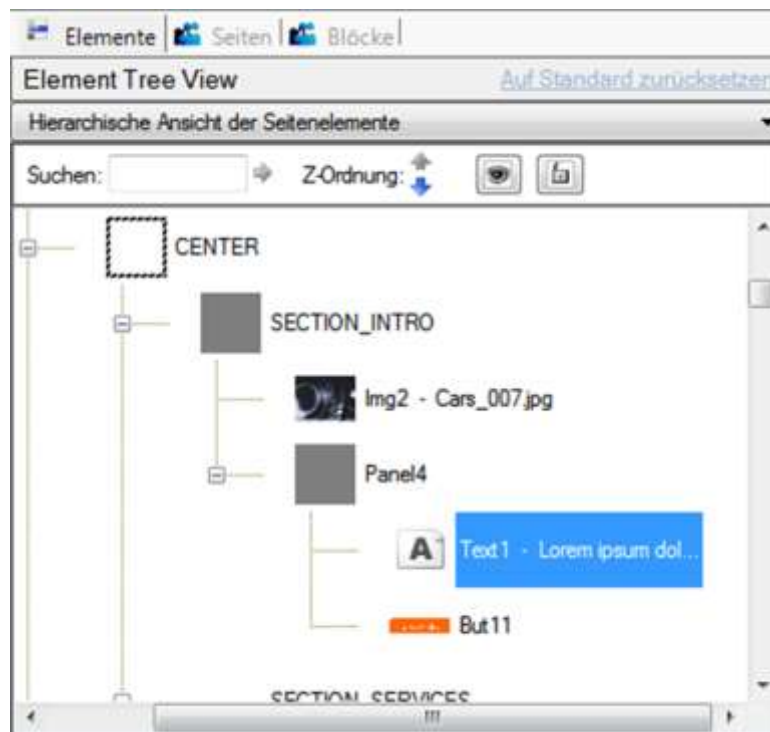 Elemente Seiten Blöcke
Element Tree View Auf Standard zurücksetzen
Hierarchische Ansicht der Seitenelemente
Suchen: Z-Ordnung:
CENTER
SECTION_INTRO
Img2 - Cars_007.jpg
Panel4
A Text1 - Lorem ipsum dol...
But11
SECTION_SERVICES